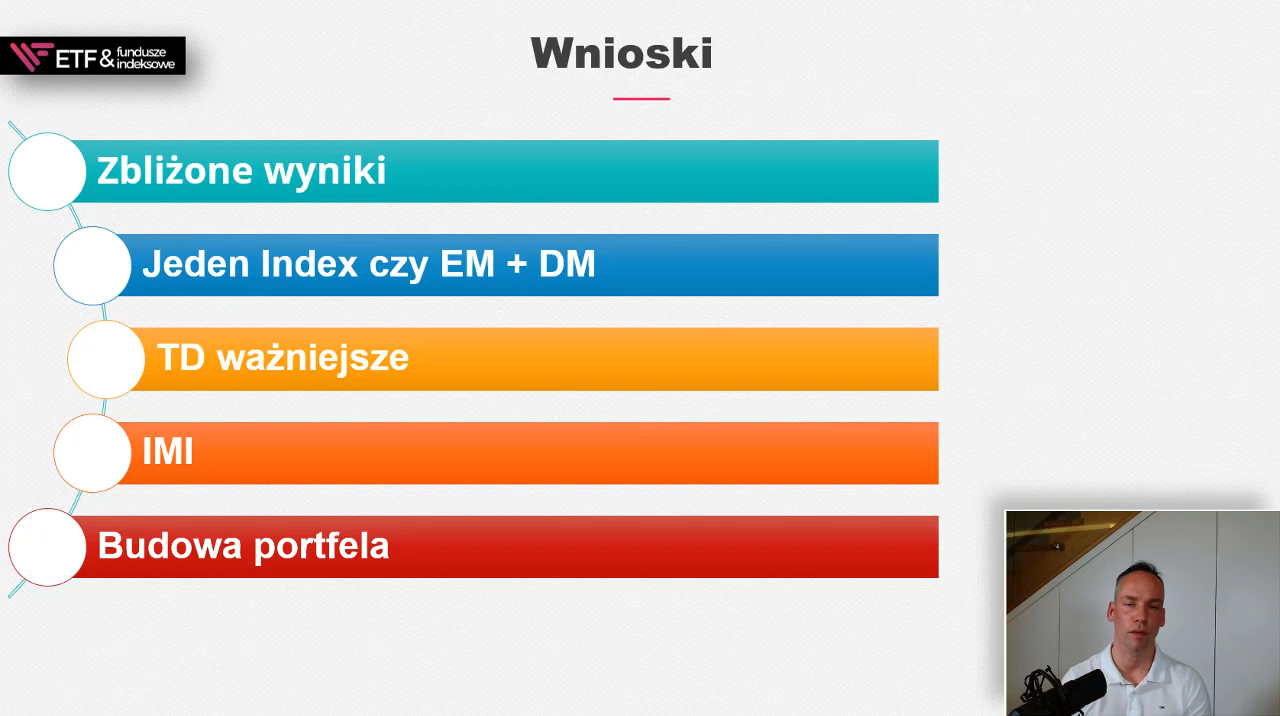 ETF & fundusze indeksowe
Wnioski
Zbliżone wyniki
Jeden Index czy EM + DM
TD ważniejsze
IMI
Budowa portfela